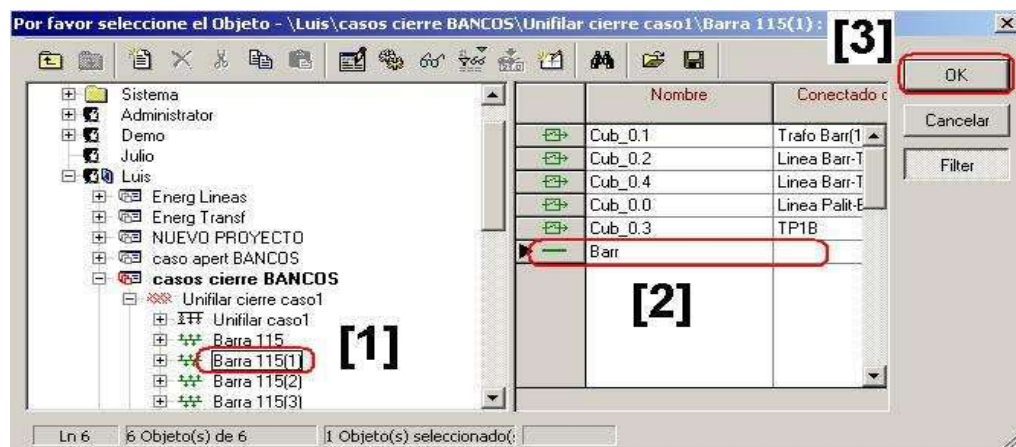 Por favor seleccione el Objeto - \Luis\casos cierre BANCOS\Unifilar cierre caso1\Barra 115(1) :
[3]
OK
Cancelar
Filter
Sistema
Administrator
Demo
Julio
Luis
Energ Lineas
Energ Transf
NUEVO PROYECTO
caso apert BANCOS
casos cierre BANCOS
Unifilar cierre caso1
Unifilar caso1
Barra 115
Barra 115(1)
Barra 115(2)
Barra 115(3)
[1]
Nombre Conectado c
Cub_0.1 Trafo Barr(1
Cub_0.2 Linea Barr-T
Cub_0.4 Linea Barr-T
Cub_0.0 Linea Palit-E
Cub_0.3 TP1B
Barr
[2]
Ln 6 6 Objeto(s) de 6 1 Objeto(s) seleccionado(: